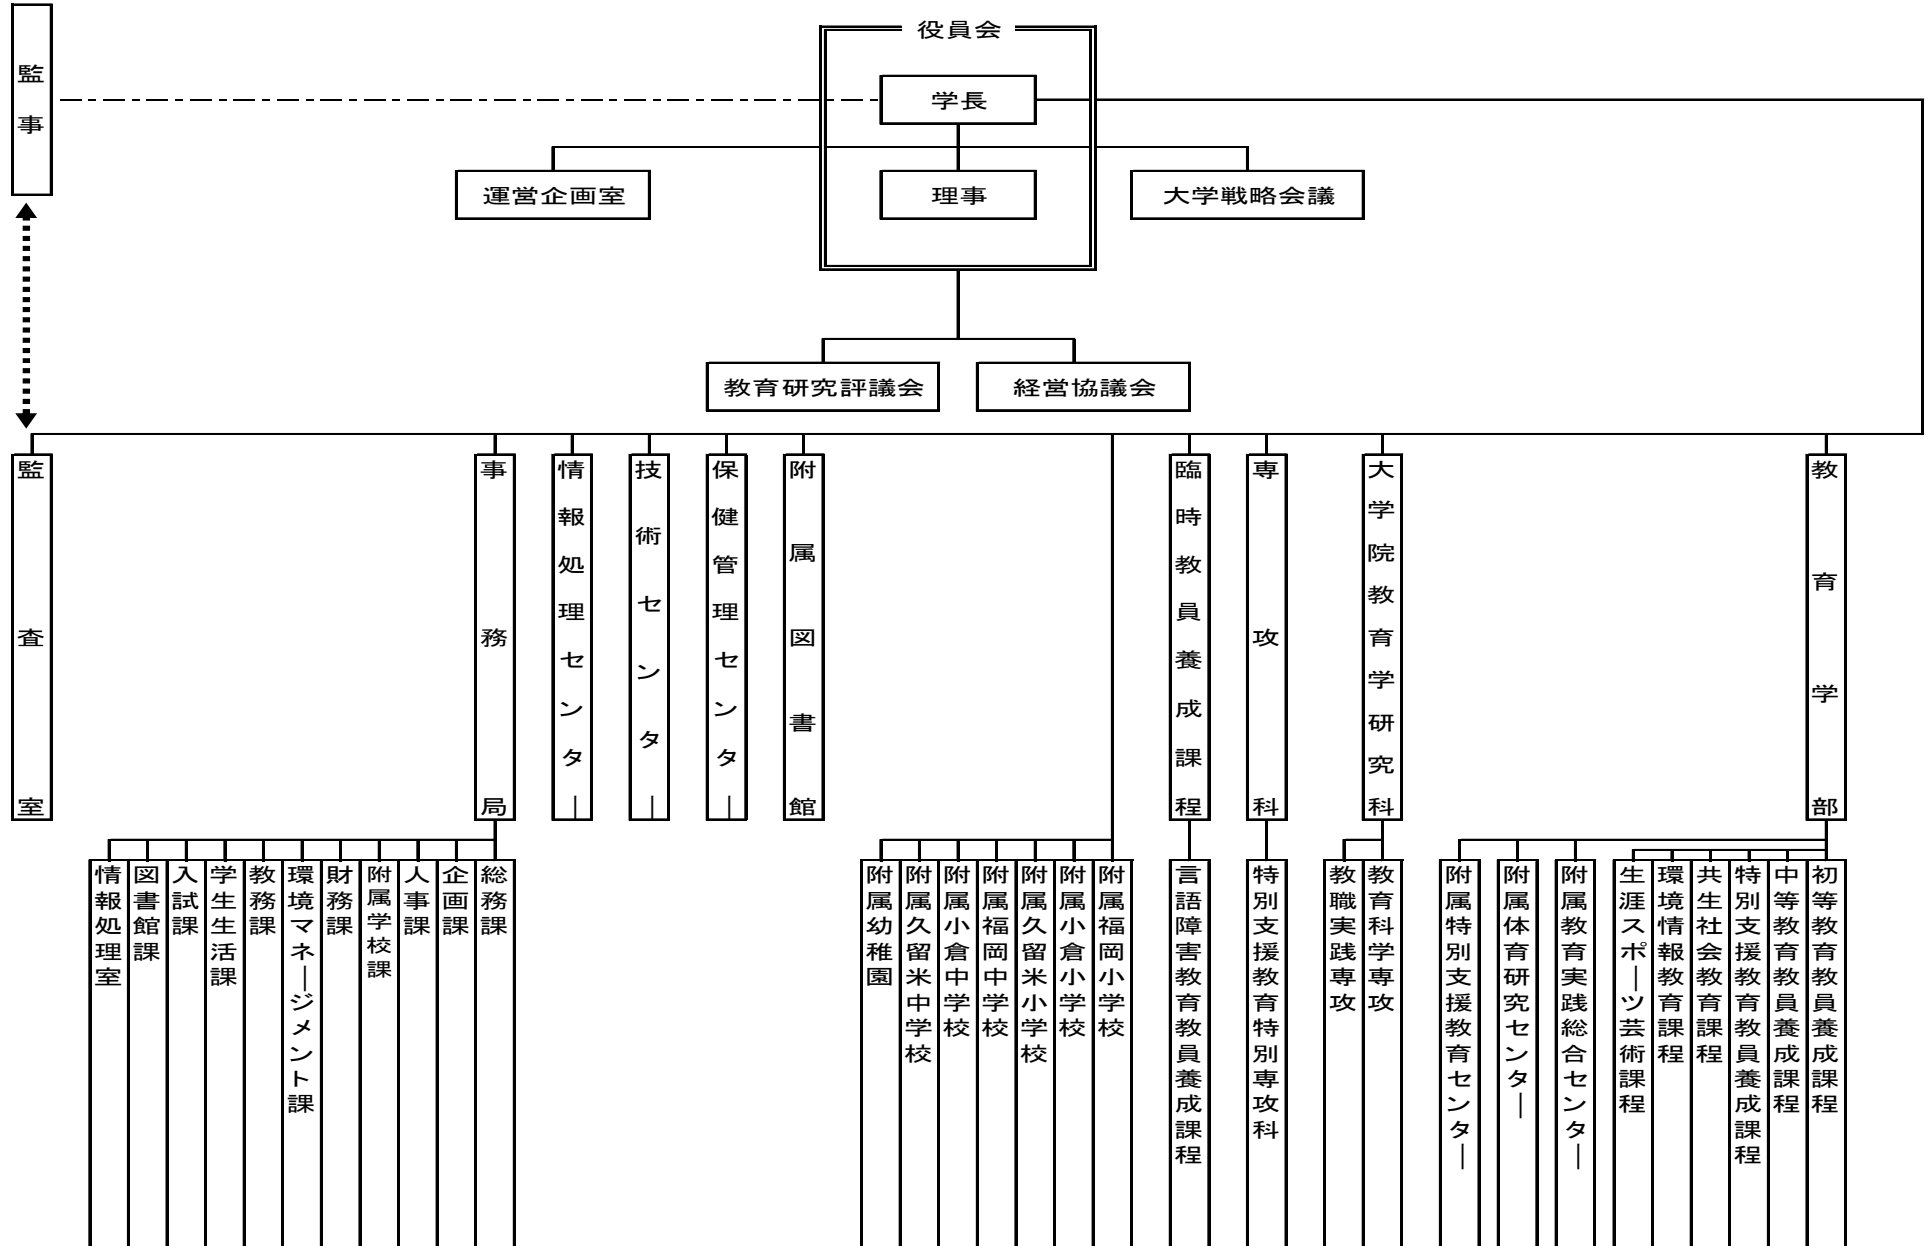 監事
役員会
学長
運営企画室
理事
大学戦略会議
教育研究評議会
経営協議会
監査室
事務局
情報処理センター
技術センター
保健管理センター
附属図書館
臨時教員養成課程
専攻科
大学院教育学研究科
教育学部
情報処理室
図書館課
入試課
学生生活課
教務課
環境マネージメント課
財務課
附属学校課
人事課
企画課
総務課
附属幼稚園
附属久留米中学校
附属小倉中学校
附属福岡中学校
附属久留米小学校
附属小倉小学校
附属福岡小学校
言語障害教育教員養成課程
特別支援教育特別専攻科
教職実践専攻
教育科学専攻
附属特別支援教育センター
附属体育研究センター
附属教育実践総合センター
生涯スポーツ芸術課程
環境情報教育課程
共生社会教育課程
特別支援教育教員養成課程
中等教育教員養成課程
初等教育教員養成課程